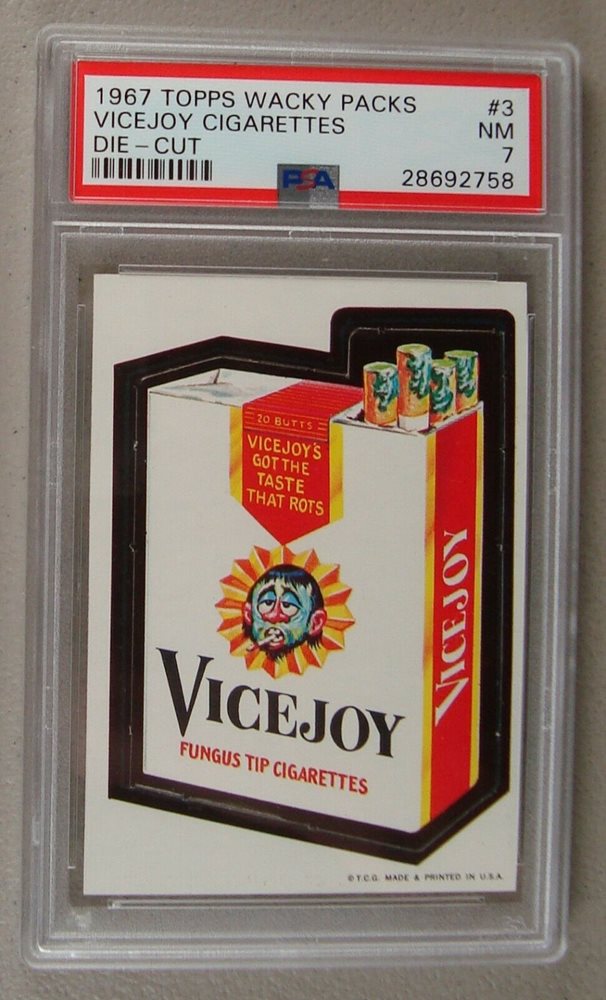 1967 TOPPS WACKY PACKS #3
VICEJOY CIGARETTES NM
DIE-CUT 7
PSA 28692758
20 BUTTS
VICEJOY'S
GOT THE
TASTE
THAT ROTS
VICEJOY
VICEJOY
FUNGUS TIP CIGARETTES
© T.C.G. MADE & PRINTED IN U.S.A.